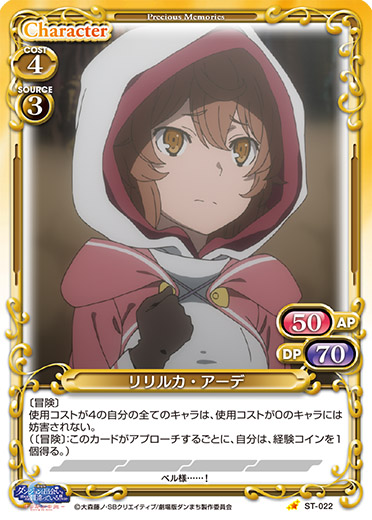 Precious Memories
Character
COST
4
SOURCE
3
50 AP
DP 70
リリルカ・アーデ
〔冒険〕
使用コストが4の自分の全てのキャラは、使用コストが0のキャラには
妨害されない。
（〔冒険〕：このカードがアプローチするごとに、自分は、経験コインを1
個得る。）
ベル様……！
©大森藤ノ・SBクリエイティブ/劇場版ダンまち製作委員会
ST-022